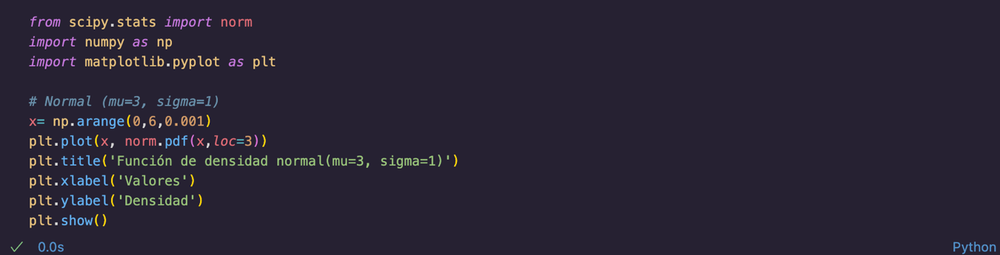 from scipy.stats import norm
import numpy as np
import matplotlib.pyplot as plt
# Normal (mu=3, sigma=1)
x= np.arange(0,6,0.001)
plt.plot(x, norm.pdf(x,loc=3))
plt.title('Función de densidad normal(mu=3, sigma=1)')
plt.xlabel('Valores')
plt.ylabel('Densidad')
plt.show()
✓ 0.0s Python